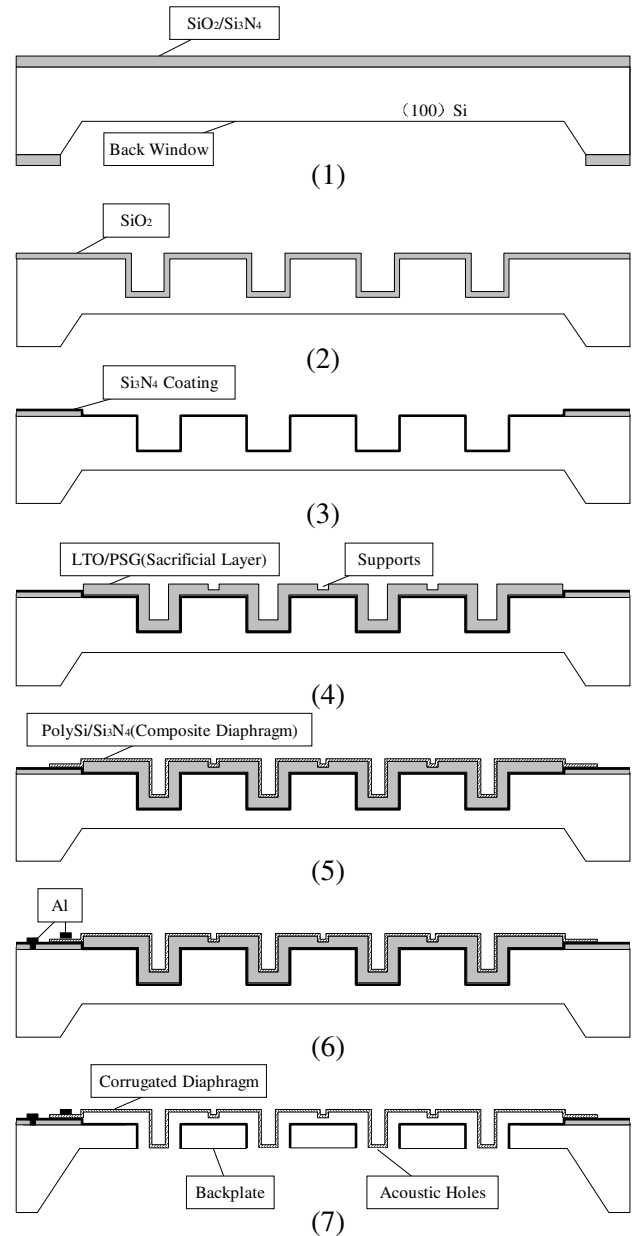 SiO₂/Si₃N₄
(100) Si
Back Window
(1)
SiO₂
(2)
Si₃N₄ Coating
(3)
LTO/PSG(Sacrificial Layer)
Supports
(4)
PolySi/Si₃N₄(Composite Diaphragm)
(5)
Al
(6)
Corrugated Diaphragm
Backplate
Acoustic Holes
(7)